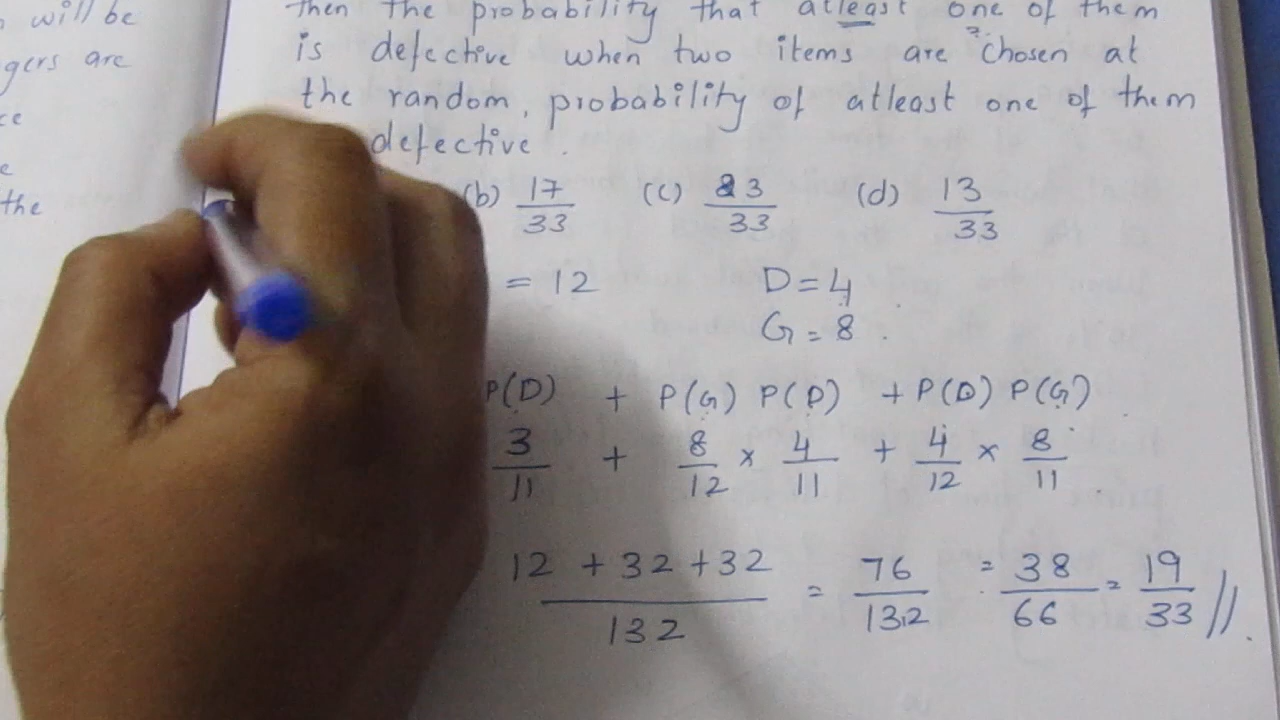 will be
gers are
ce
e
the
then the probability that atleast one of them
is defective when two items are chosen at
the random, probability of atleast one of them
defective.
(b) 17/33 (c) 23/33 (d) 13/33
= 12 D = 4
G = 8
P(D) + P(G) P(D) + P(D) P(G)
3/11 + 8/12 × 4/11 + 4/12 × 8/11
12 + 32 + 32 / 132 = 76/132 = 38/66 = 19/33 //